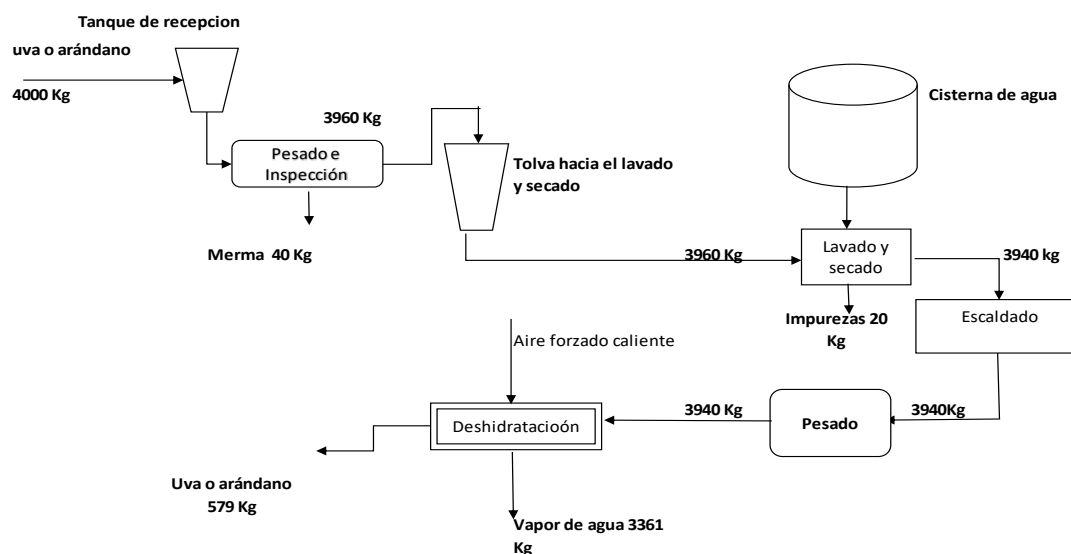 Tanque de recepcion
uva o arándano
4000 Kg
3960 Kg
Pesado e
Inspección
Merma 40 Kg
Tolva hacia el lavado
y secado
Cisterna de agua
3960 Kg
Lavado y
secado
3940 kg
Impurezas 20
Kg
Escaldado
Aire forzado caliente
3940 Kg
Pesado
3940Kg
Deshidratacioón
Uva o arándano
579 Kg
Vapor de agua 3361
Kg